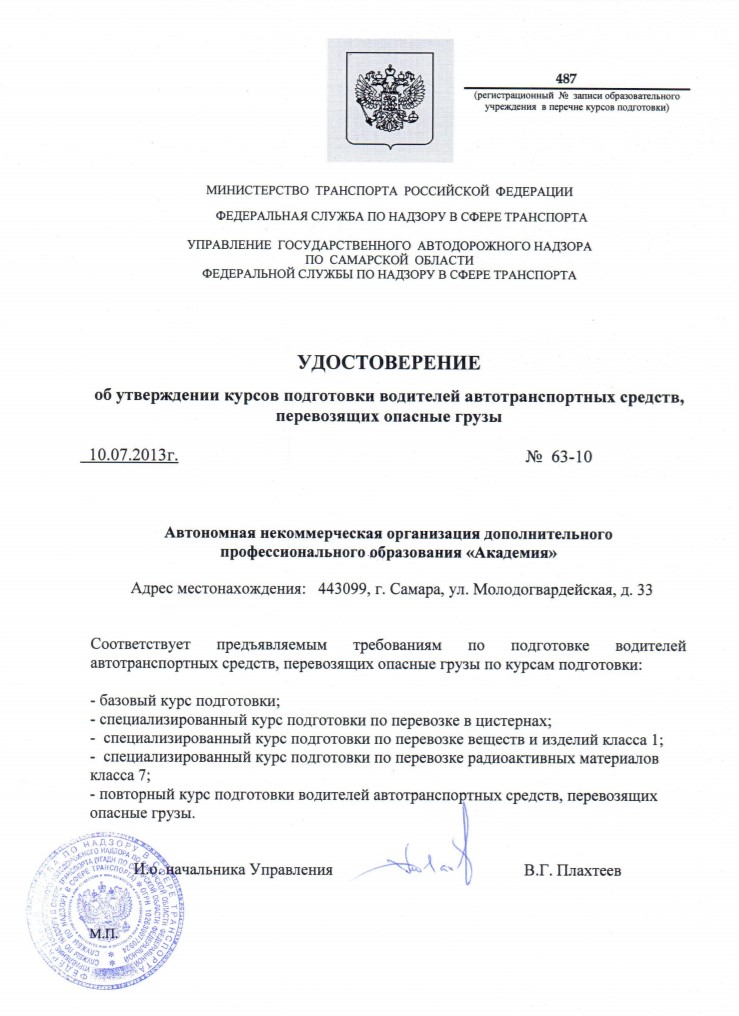 487
(регистрационный № записи образовательного
учреждения в перечне курсов подготовки)
МИНИСТЕРСТВО ТРАНСПОРТА РОССИЙСКОЙ ФЕДЕРАЦИИ
ФЕДЕРАЛЬНАЯ СЛУЖБА ПО НАДЗОРУ В СФЕРЕ ТРАНСПОРТА
УПРАВЛЕНИЕ ГОСУДАРСТВЕННОГО АВТОДОРОЖНОГО НАДЗОРА
ПО САМАРСКОЙ ОБЛАСТИ
ФЕДЕРАЛЬНОЙ СЛУЖБЫ ПО НАДЗОРУ В СФЕРЕ ТРАНСПОРТА
УДОСТОВЕРЕНИЕ
об утверждении курсов подготовки водителей автотранспортных средств,
перевозящих опасные грузы
10.07.2013г.
№ 63-10
Автономная некоммерческая организация дополнительного
профессионального образования «Академия»
Адрес местонахождения: 443099, г. Самара, ул. Молодогвардейская, д. 33
Соответствует предъявляемым требованиям по подготовке водителей
автотранспортных средств, перевозящих опасные грузы по курсам подготовки:
- базовый курс подготовки;
- специализированный курс подготовки по перевозке в цистернах;
- специализированный курс подготовки по перевозке веществ и изделий класса 1;
- специализированный курс подготовки по перевозке радиоактивных материалов
класса 7;
- повторный курс подготовки водителей автотранспортных средств, перевозящих
опасные грузы.
И.о. начальника Управления
В.Г. Плахтеев
М.П.